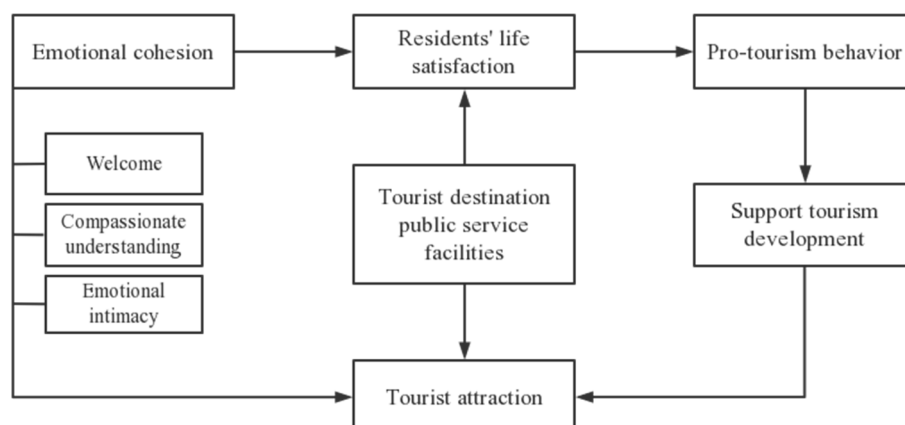 Emotional cohesion
Residents' life
satisfaction
Pro-tourism behavior
Welcome
Compassionate
understanding
Emotional
intimacy
Tourist destination
public service
facilities
Support tourism
development
Tourist attraction